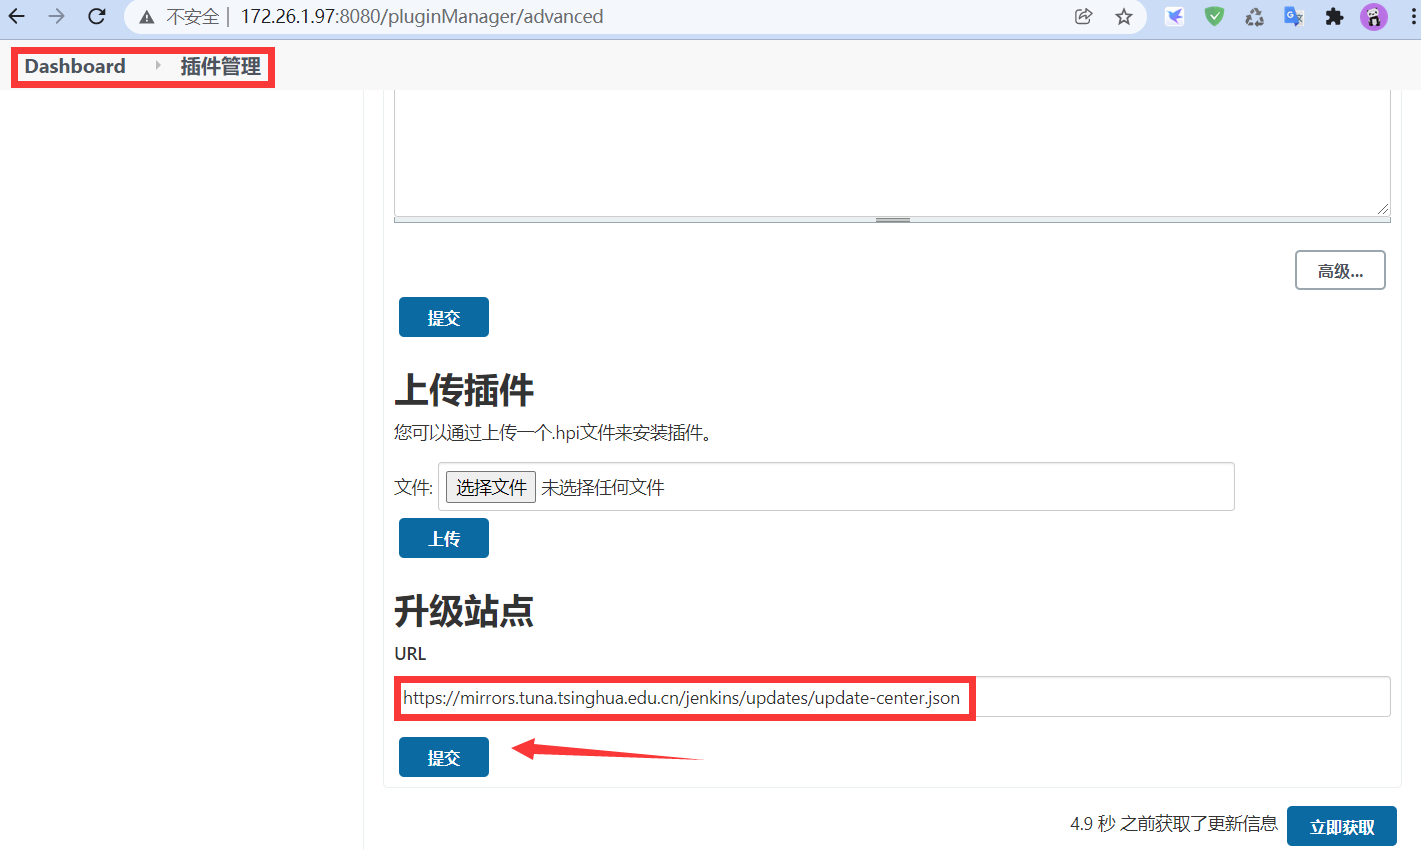 不安全 | 172.26.1.97:8080/pluginManager/advanced
Dashboard 插件管理
高级...
提交
上传插件
您可以通过上传一个.hpi文件来安装插件。
文件: 选择文件 未选择任何文件
上传
升级站点
URL
https://mirrors.tuna.tsinghua.edu.cn/jenkins/updates/update-center.json
提交
4.9 秒 之前获取了更新信息 立即获取